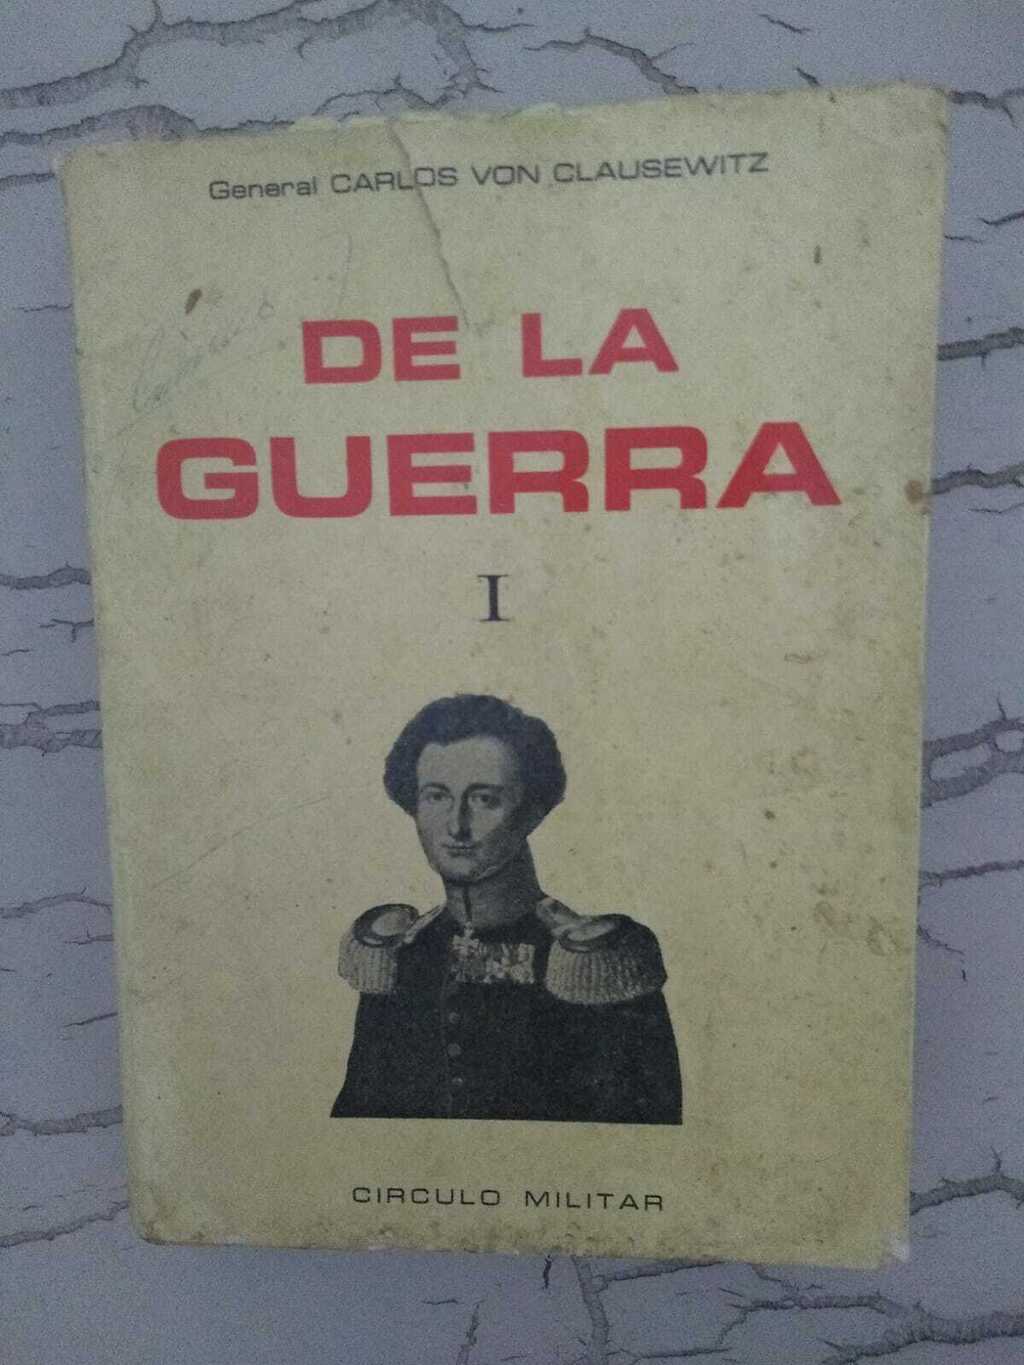 General CARLOS VON CLAUSEWITZ
DE LA
GUERRA
I
CIRCULO MILITAR